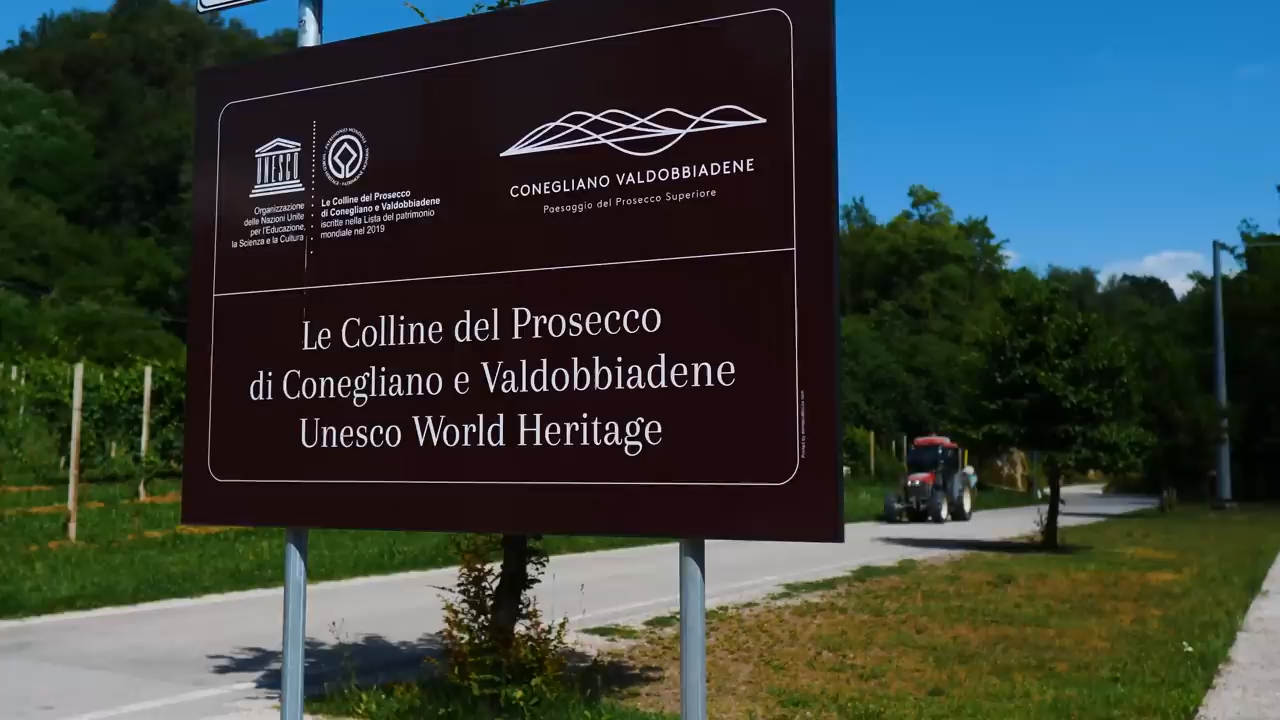 UNESCO
Organizzazione
delle Nazioni Unite
per l'Educazione,
la Scienza e la Cultura
Le Colline del Prosecco
di Conegliano e Valdobbiadene
iscritte nella Lista del patrimonio
mondiale nel 2019
CONEGLIANO VALDOBBIADENE
Paesaggio del Prosecco Superiore
Le Colline del Prosecco
di Conegliano e Valdobbiadene
Unesco World Heritage